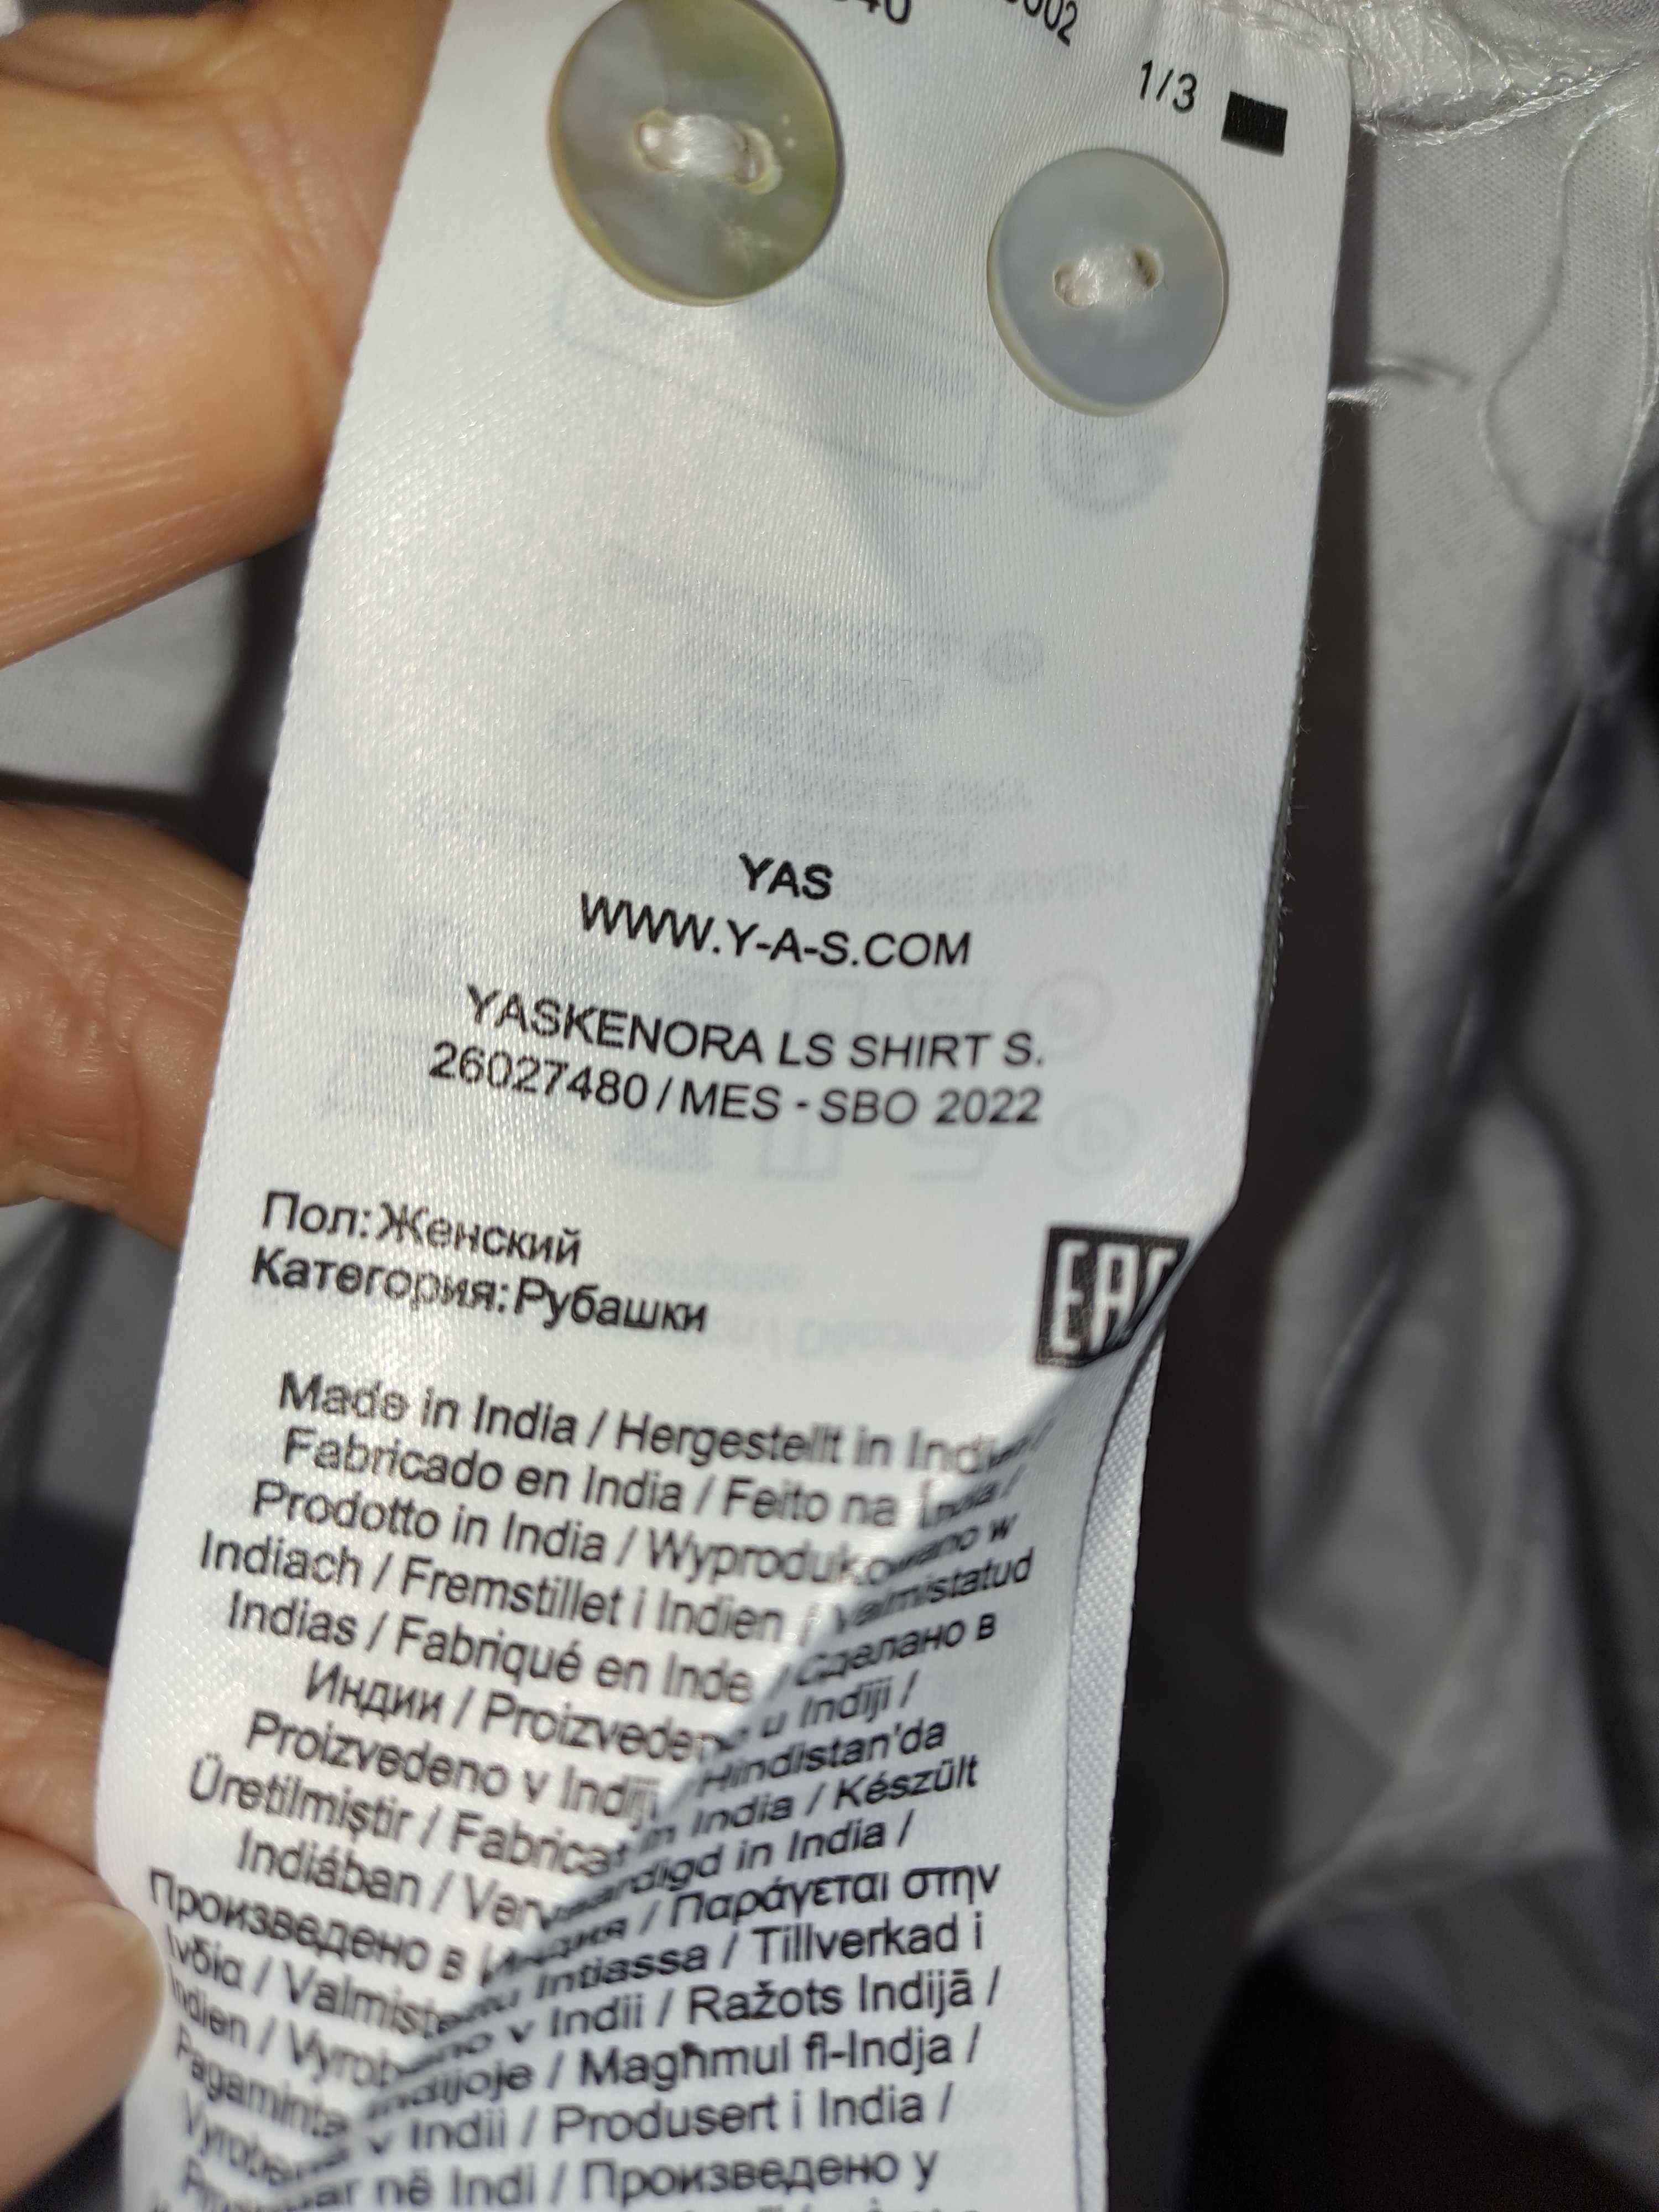 1/3
YAS
WWW.Y-A-S.COM
YASKENORA LS SHIRT S.
26027480 / MES - SBO 2022
Пол:Женский
Категория:Рубашки
EAC
Made in India / Hergestellt in
Fabricado en India / Feito na Índia /
Prodotto in India / Wyprodukowano w
Indiach / Fremstillet i Indien / Valmistatud
Indias / Fabriqué en Inde / Сделано в
Индии / Proizvedeno u Indiji /
Proizvedeno v Indiji / Hindistan'da
Üretilmiştir / Fabricat în India / Készült
Indiában / Vervaardigd in India /
Произведено в Индия / Παράγεται στην
Ινδία / Valmistettu Intiassa / Tillverkad i
Indien / Vyrobeno v Indii / Ražots Indijā /
Pagaminta Indijoje / Magħmul fl-Indja /
Vyrobené v Indii / Produsert i India /
në Indi / Произведено у